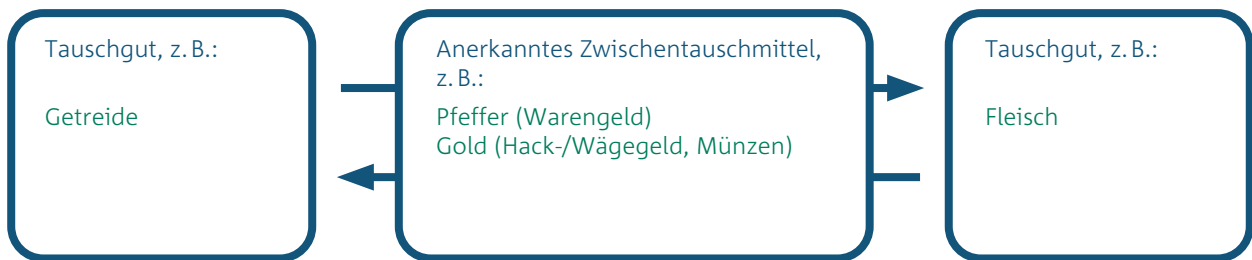 Tauschgut, z. B.:
Getreide
Anerkanntes Zwischentauschmittel,
z. B.:
Pfeffer (Warengeld)
Gold (Hack-/Wägegeld, Münzen)
Tauschgut, z. B.:
Fleisch